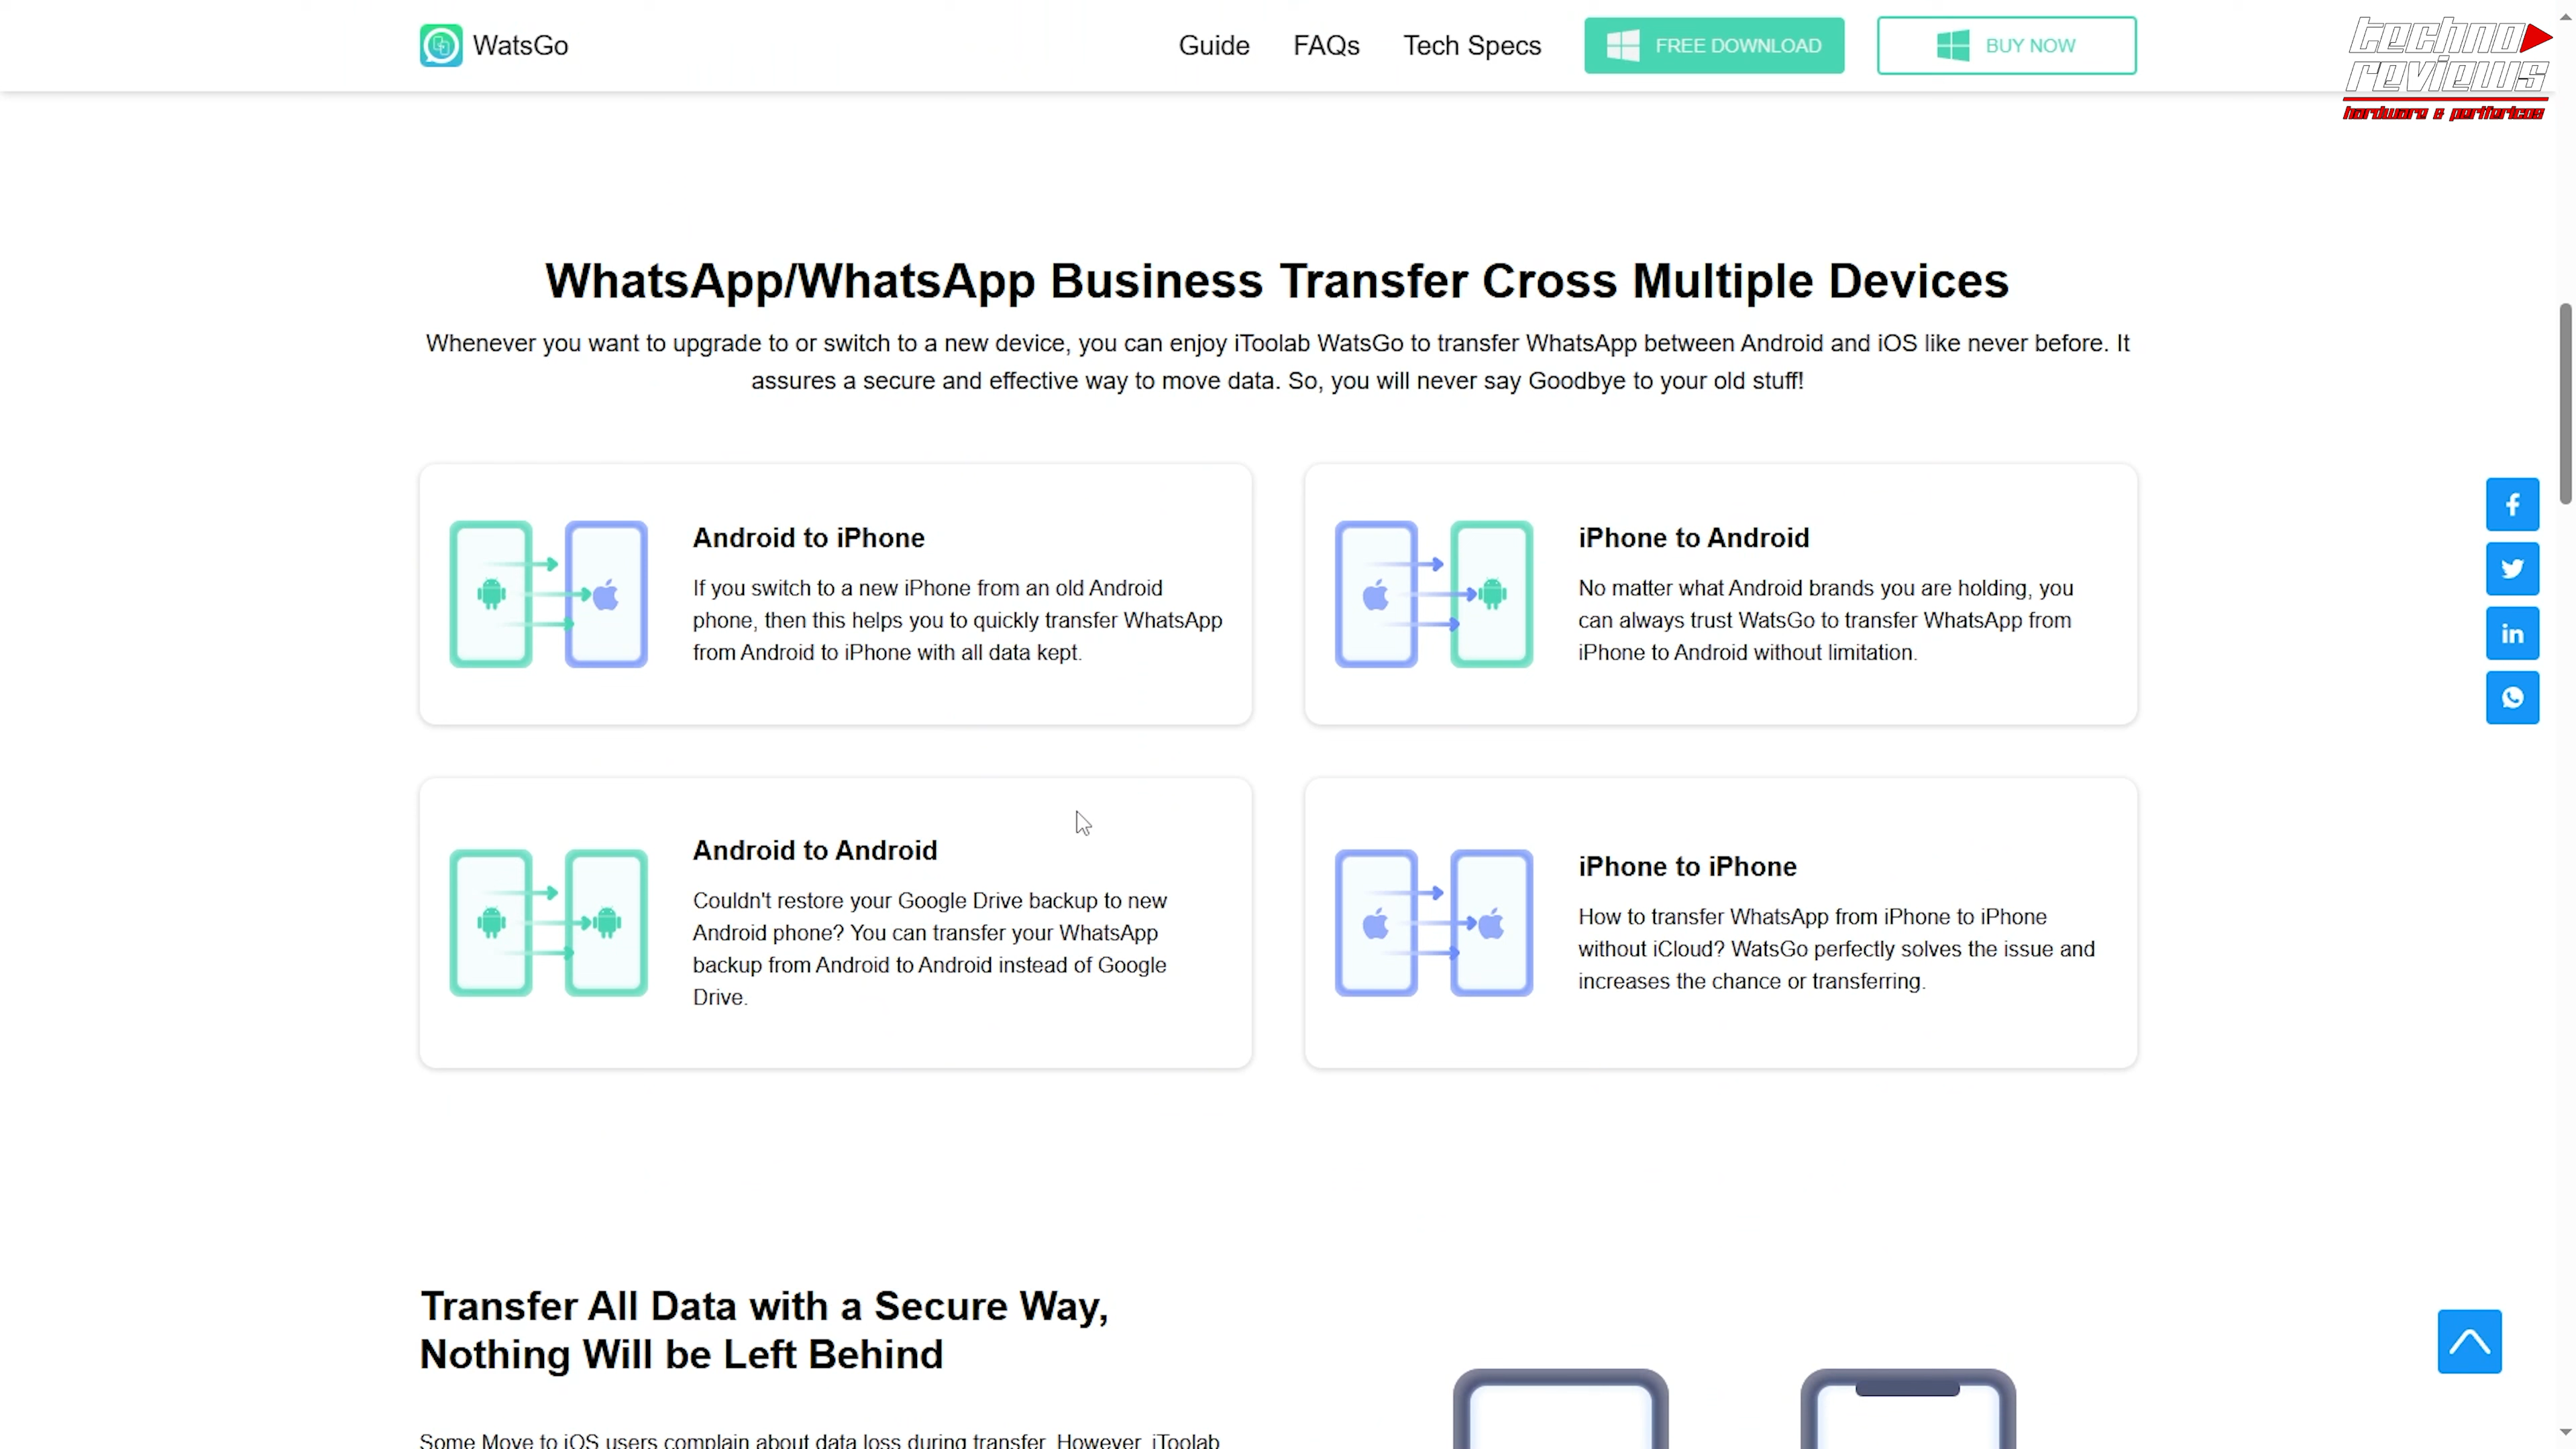 WatsGo
Guide
FAQs
Tech Specs
FREE DOWNLOAD
BUY NOW
techno
reviews
hardware & perifericos
WhatsApp/WhatsApp Business Transfer Cross Multiple Devices
Whenever you want to upgrade to or switch to a new device, you can enjoy iToolab WatsGo to transfer WhatsApp between Android and iOS like never before. It
assures a secure and effective way to move data. So, you will never say Goodbye to your old stuff!
Android to iPhone
If you switch to a new iPhone from an old Android
phone, then this helps you to quickly transfer WhatsApp
from Android to iPhone with all data kept.
iPhone to Android
No matter what Android brands you are holding, you
can always trust WatsGo to transfer WhatsApp from
iPhone to Android without limitation.
Android to Android
Couldn't restore your Google Drive backup to new
Android phone? You can transfer your WhatsApp
backup from Android to Android instead of Google
Drive.
iPhone to iPhone
How to transfer WhatsApp from iPhone to iPhone
without iCloud? WatsGo perfectly solves the issue and
increases the chance or transferring.
Transfer All Data with a Secure Way,
Nothing Will be Left Behind
Some Move to iOS users complain about data loss during transfer. However, iToolab